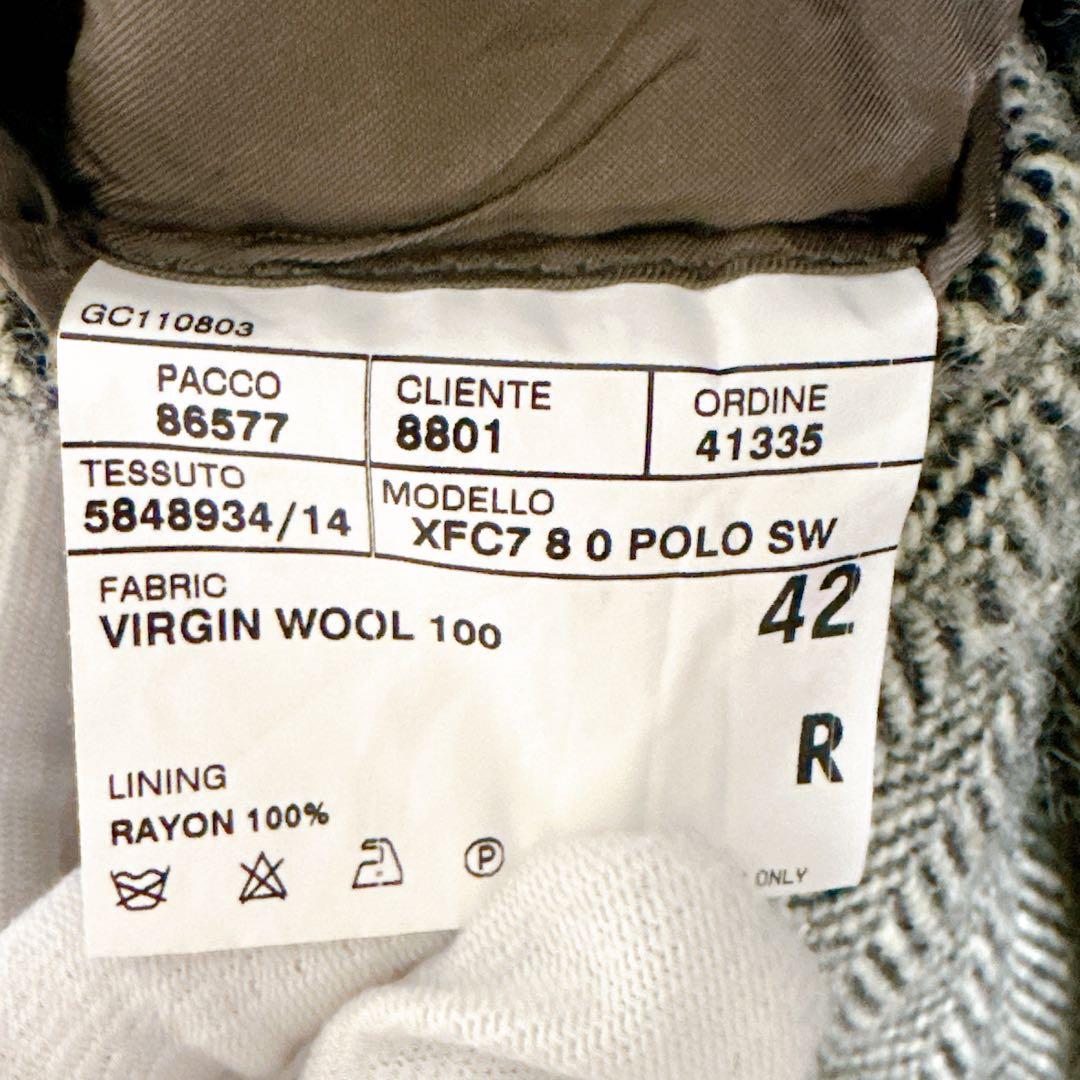 GC110803
PACCO
86577
CLIENTE
8801
ORDINE
41335
TESSUTO
5848934/14
MODELLO
XFC7 8 0 POLO SW
FABRIC
VIRGIN WOOL 100
42
R
LINING
RAYON 100%
P
ONLY